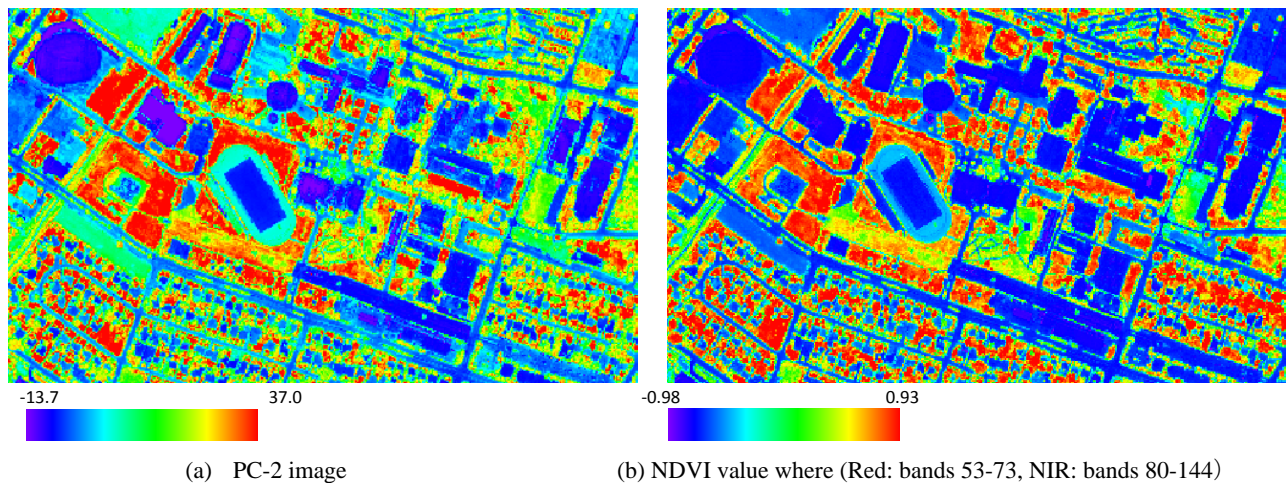 -13.7 37.0 -0.98 0.93
(a) PC-2 image (b) NDVI value where (Red: bands 53-73, NIR: bands 80-144）